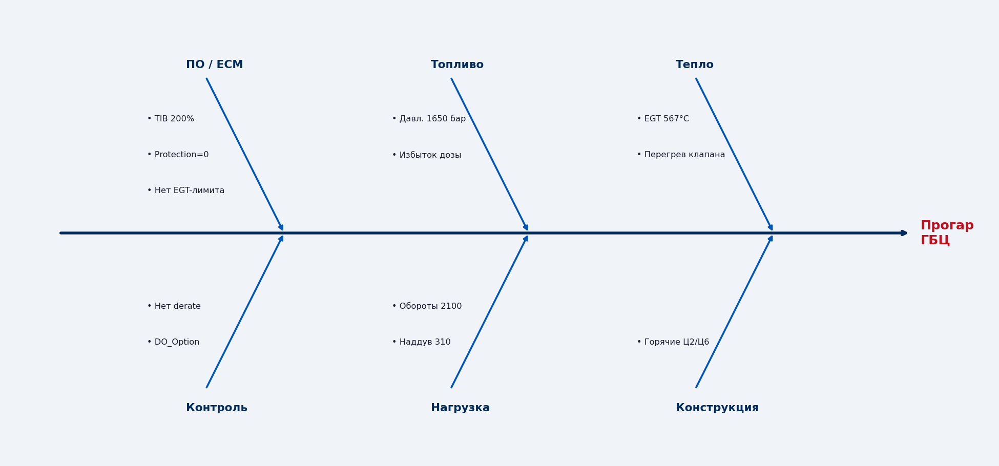 ПО / ECM
Топливо
Тепло
• TIB 200%
• Давл. 1650 бар
• EGT 567°C
• Protection=0
• Избыток дозы
• Перегрев клапана
• Нет EGT-лимита
Прогар
ГБЦ
• Нет derate
• Обороты 2100
• DO_Option
• Наддув 310
• Горячие Ц2/Ц6
Контроль
Нагрузка
Конструкция